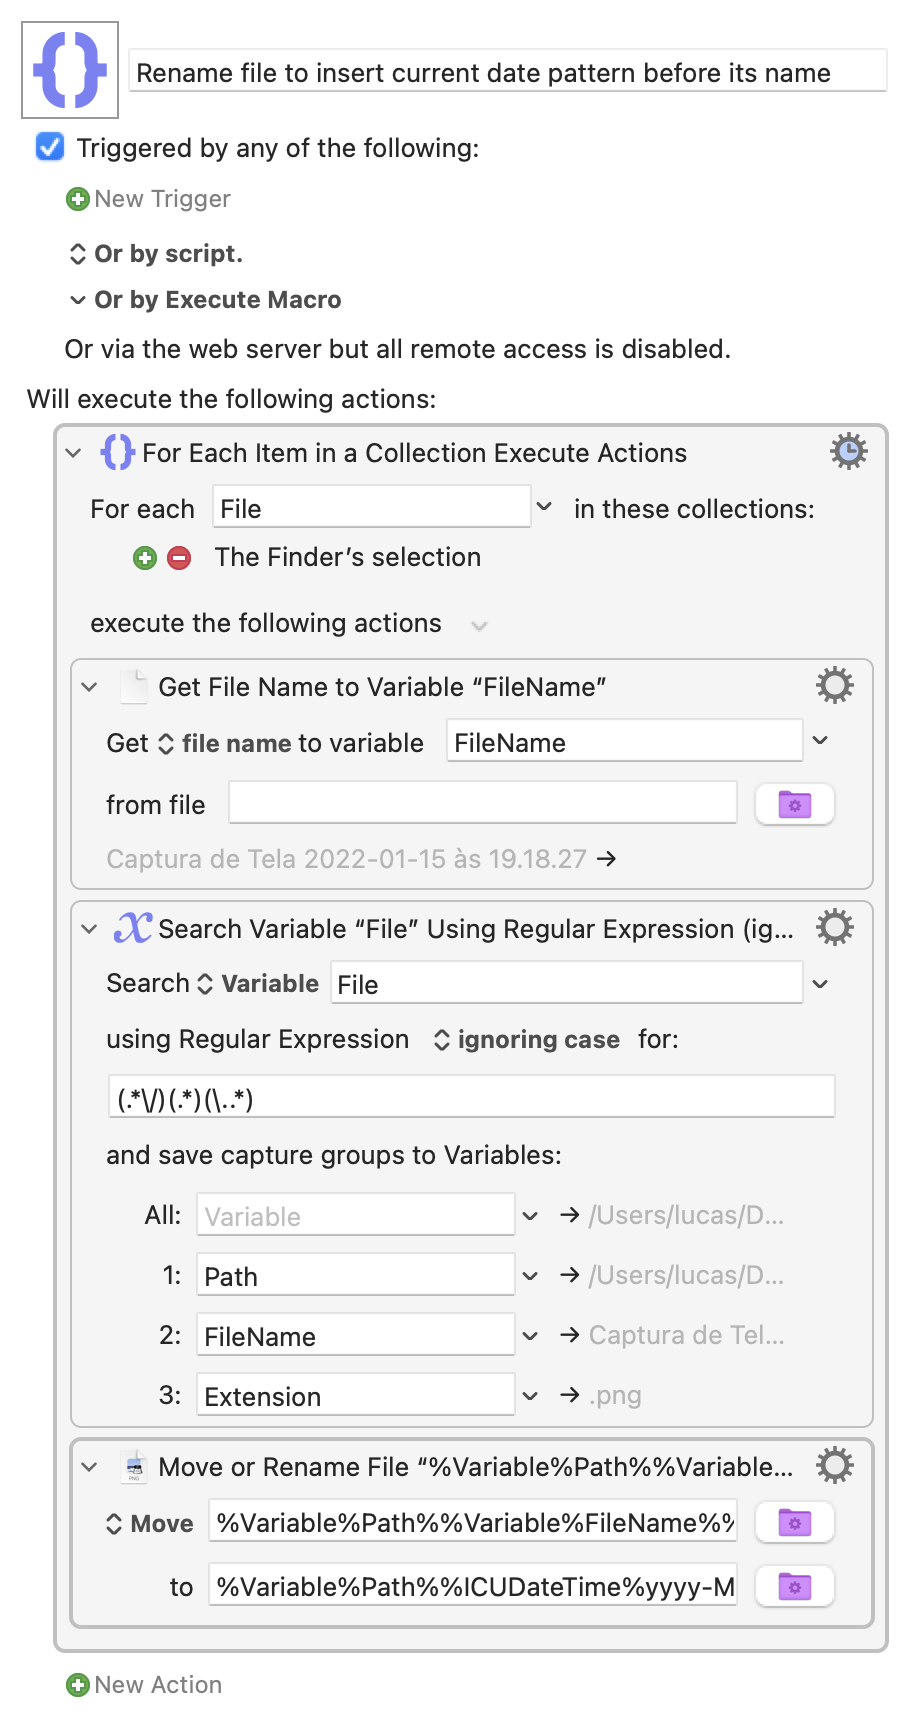 Rename file to insert current date pattern before its name
Triggered by any of the following:
New Trigger
Or by script.
Or by Execute Macro
Or via the web server but all remote access is disabled.
Will execute the following actions:
For Each Item in a Collection Execute Actions
For each File in these collections:
The Finder’s selection
execute the following actions
Get File Name to Variable “FileName”
Get file name to variable FileName
from file
Captura de Tela 2022-01-15 às 19.18.27 →
Search Variable “File” Using Regular Expression (ig...
Search Variable File
using Regular Expression ignoring case for:
(.*\/)(.*)(\..*)
and save capture groups to Variables:
All: Variable → /Users/lucas/D...
1: Path → /Users/lucas/D...
2: FileName → Captura de Tel...
3: Extension → .png
PNG
Move or Rename File “%Variable%Path%%Variable...
Move %Variable%Path%%Variable%FileName%%
to %Variable%Path%%ICUDateTime%yyyy-M
New Action